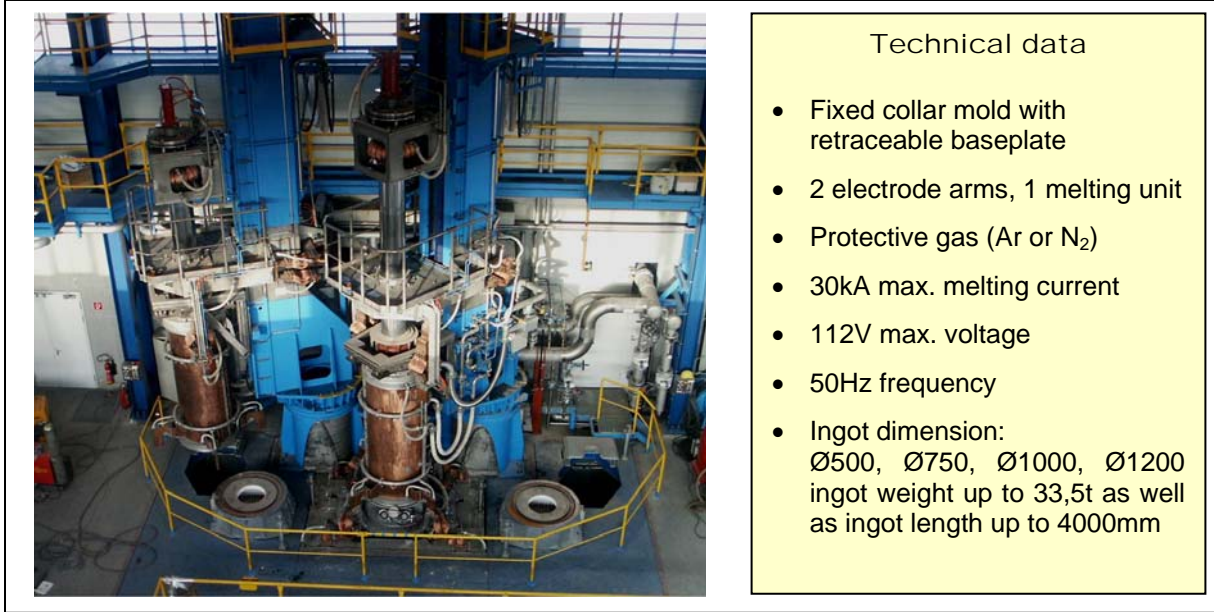 Technical data
• Fixed collar mold with
retraceable baseplate
• 2 electrode arms, 1 melting unit
• Protective gas (Ar or N₂)
• 30kA max. melting current
• 112V max. voltage
• 50Hz frequency
• Ingot dimension:
Ø500, Ø750, Ø1000, Ø1200
ingot weight up to 33,5t as well
as ingot length up to 4000mm